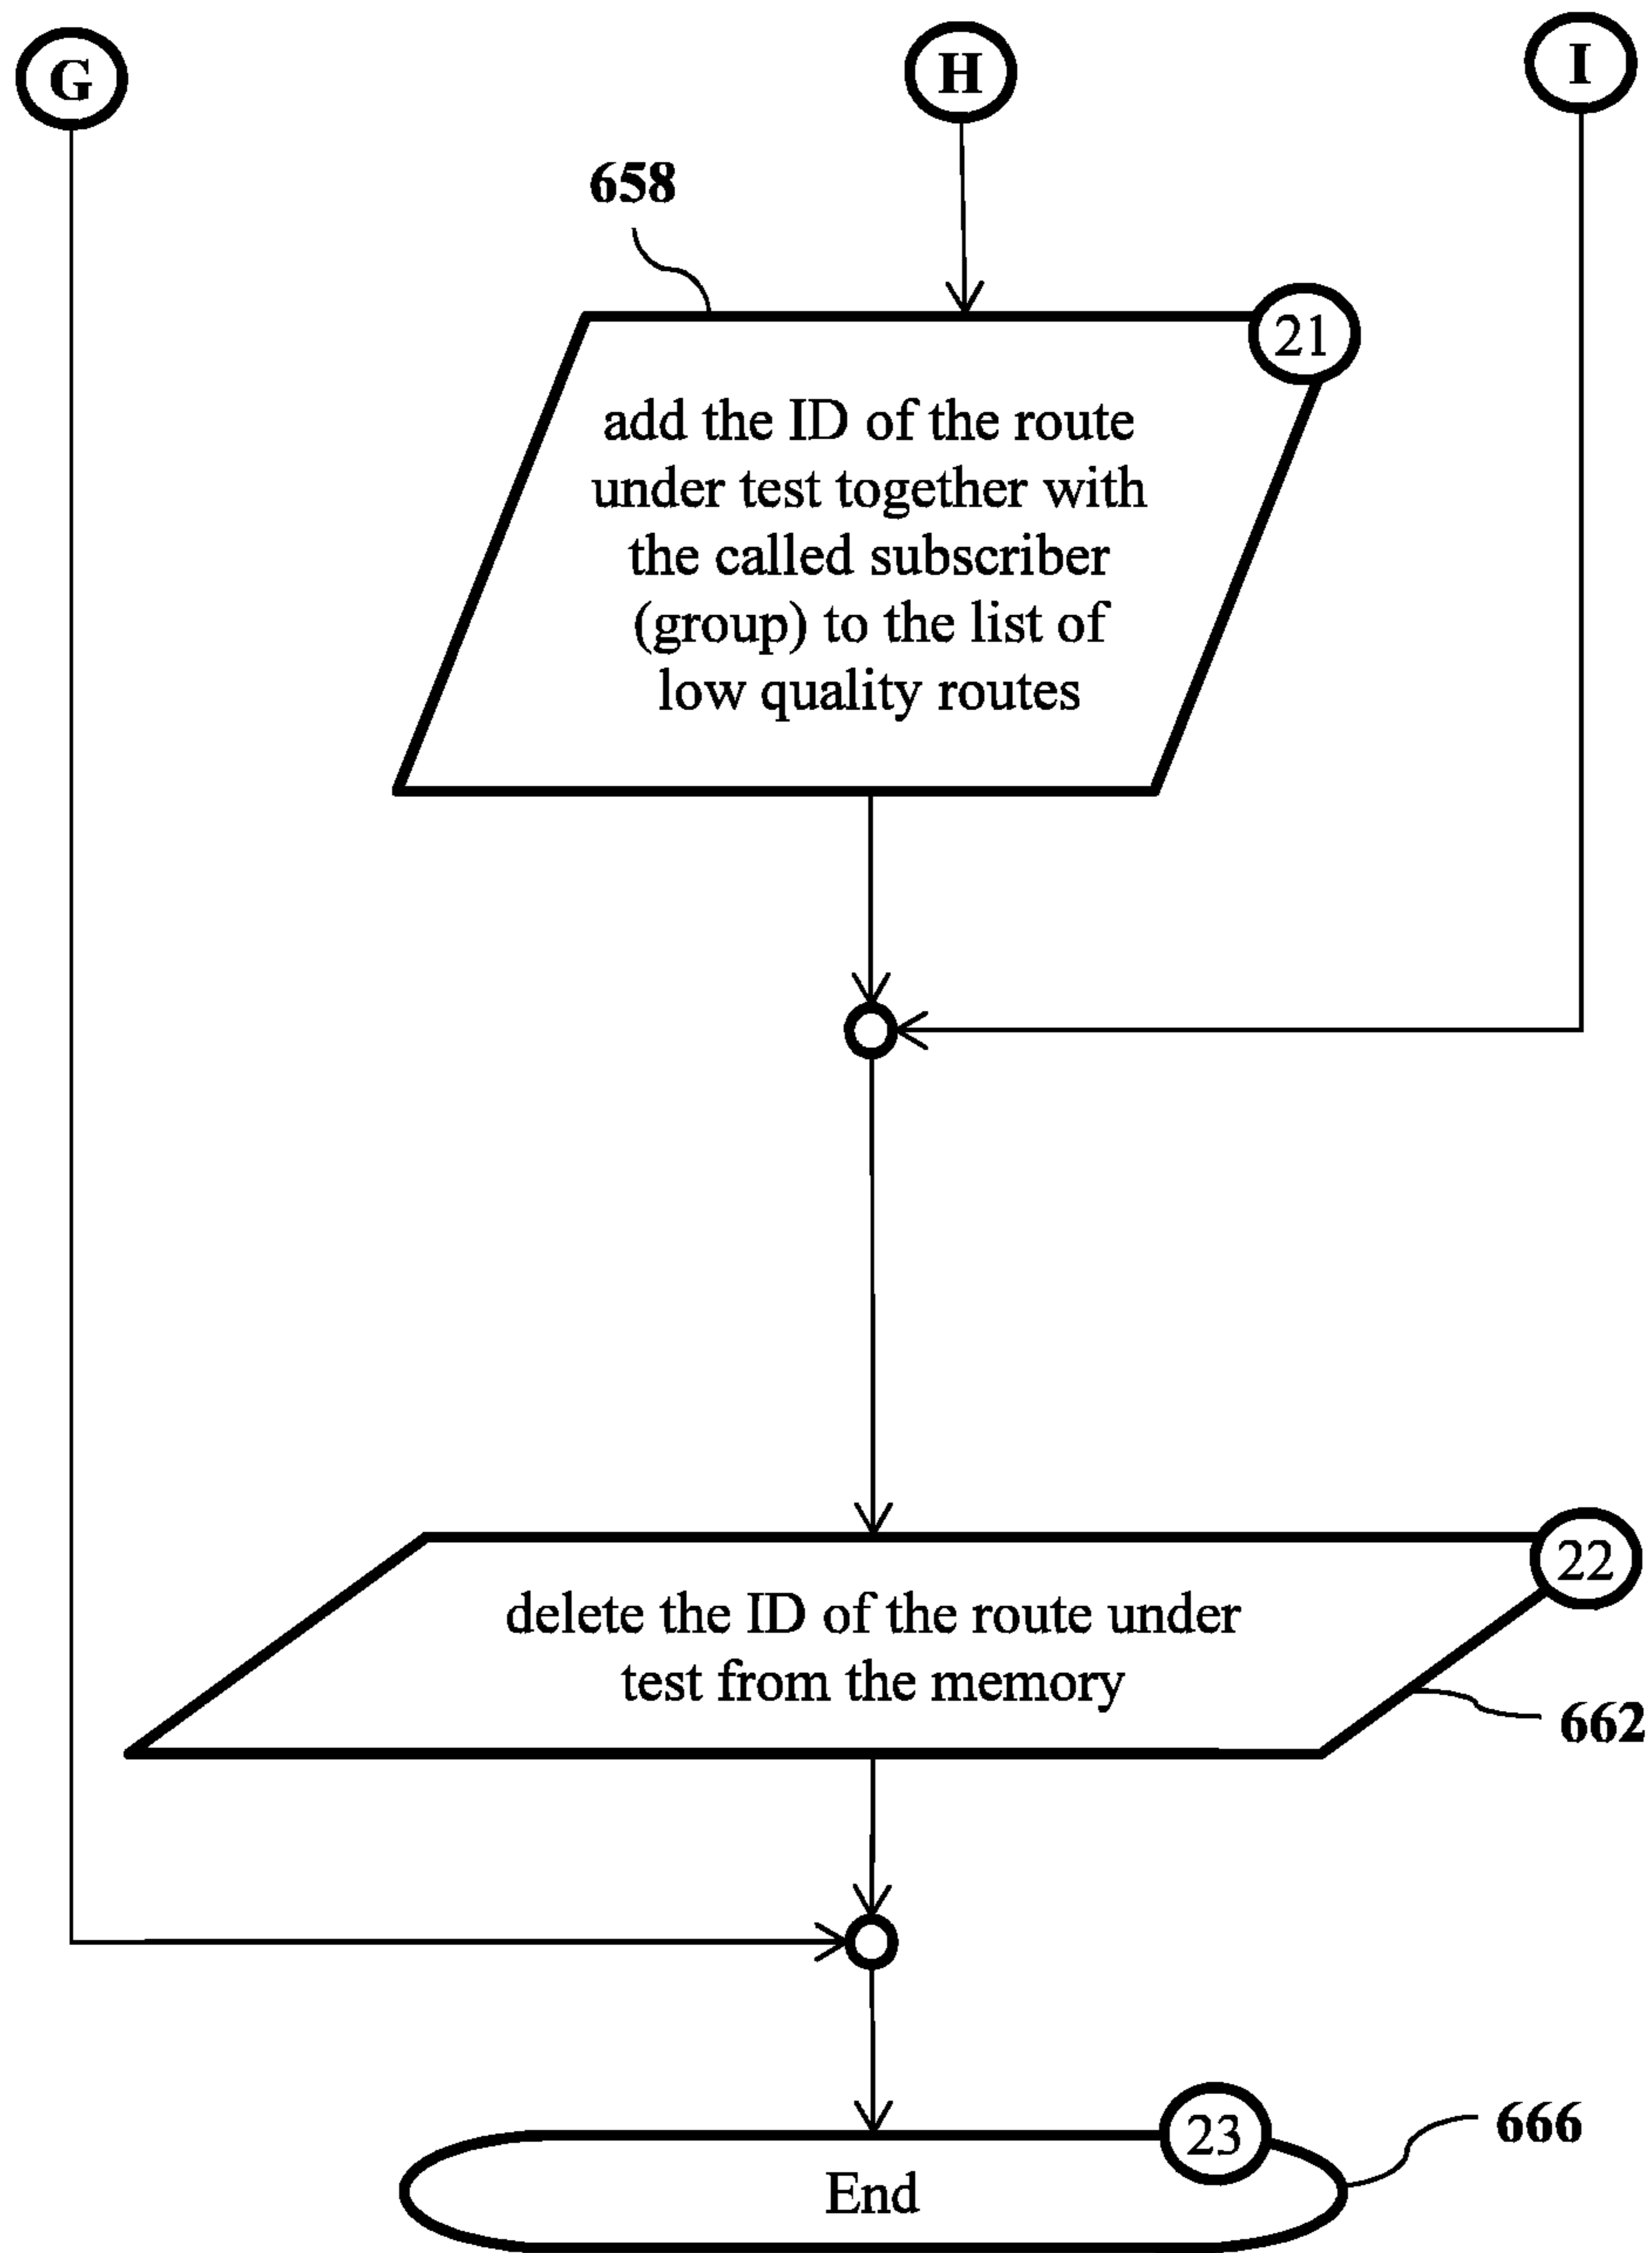 G
H
I
658
21
add the ID of the route
under test together with
the called subscriber
(group) to the list of
low quality routes
22
delete the ID of the route under
test from the memory
662
23
666
End